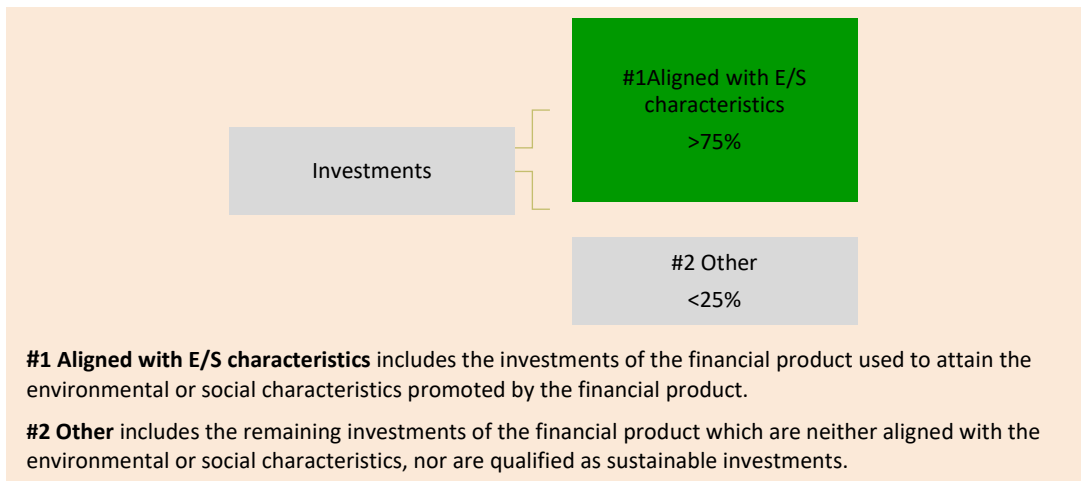 #1Aligned with E/S
characteristics
>75%
Investments
#2 Other
<25%
#1 Aligned with E/S characteristics includes the investments of the financial product used to attain the
environmental or social characteristics promoted by the financial product.
#2 Other includes the remaining investments of the financial product which are neither aligned with the
environmental or social characteristics, nor are qualified as sustainable investments.